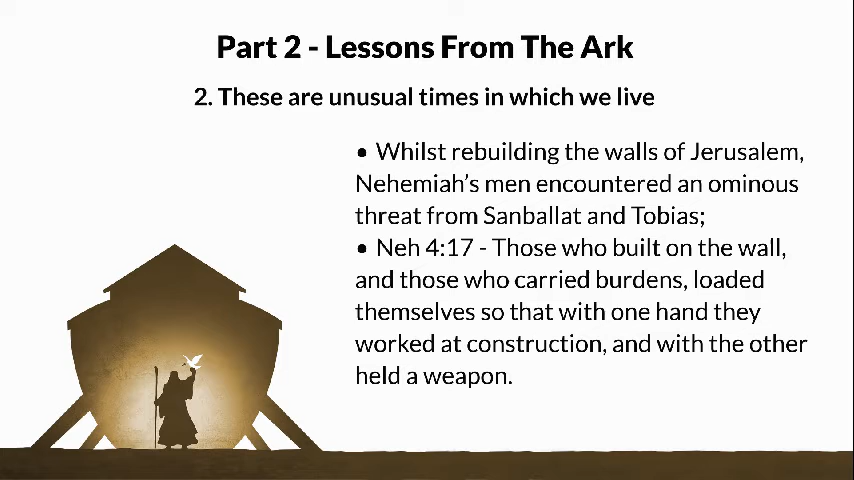 Part 2 - Lessons From The Ark
2. These are unusual times in which we live
• Whilst rebuilding the walls of Jerusalem,
Nehemiah’s men encountered an ominous
threat from Sanballat and Tobias;
• Neh 4:17 - Those who built on the wall,
and those who carried burdens, loaded
themselves so that with one hand they
worked at construction, and with the other
held a weapon.